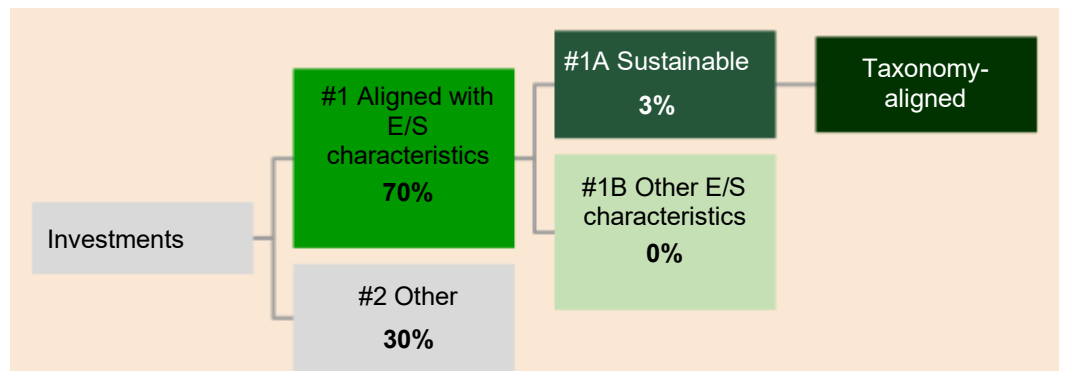 Investments
#1 Aligned with
E/S
characteristics
70%
#2 Other
30%
#1A Sustainable
3%
#1B Other E/S
characteristics
0%
Taxonomy-
aligned